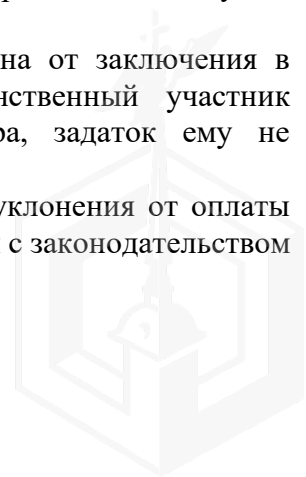 на от заключения в
нственный участник
ра, задаток ему не
уклонения от оплаты
с законодательством